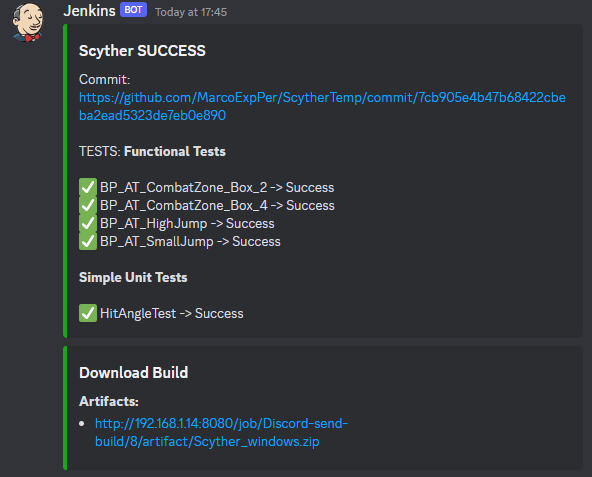 Jenkins BOT Today at 17:45
Scyther SUCCESS
Commit:
https://github.com/MarcoExpPer/ScytherTemp/commit/7cb905e4b47b68422cbe
ba2ead5323de7eb0e890
TESTS: Functional Tests
✅ BP_AT_CombatZone_Box_2 -> Success
✅ BP_AT_CombatZone_Box_4 -> Success
✅ BP_AT_HighJump -> Success
✅ BP_AT_SmallJump -> Success
Simple Unit Tests
✅ HitAngleTest -> Success
Download Build
Artifacts:
• http://192.168.1.14:8080/job/Discord-send-
build/8/artifact/Scyther_windows.zip